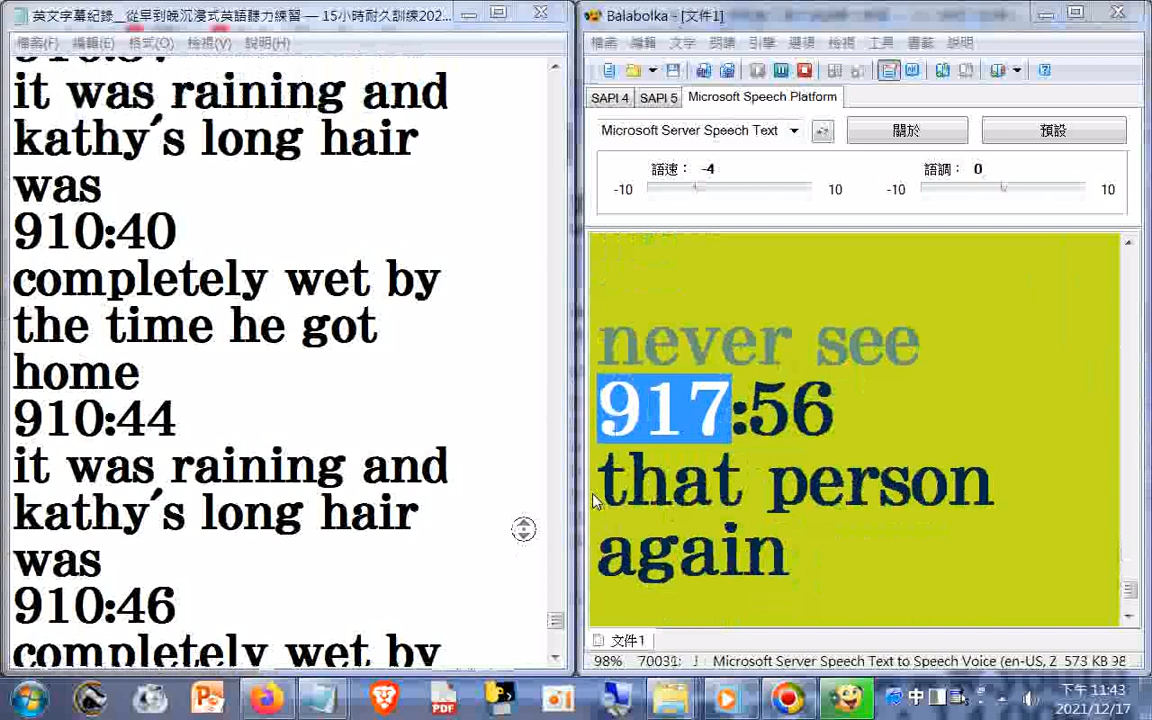 英文字幕紀錄__從早到晚沉浸式英語聽力練習 — 15小時耐久訓練202...
檔案(F) 編輯(E) 格式(O) 檢視(V) 說明(H)
it was raining and
kathy's long hair
was
910:40
completely wet by
the time he got
home
910:44
it was raining and
kathy's long hair
was
910:46
completely wet by
Balabolka - [文件1]
檔案 編輯 文字 朗讀 引擎 選項 檢視 工具 書籤 說明
SAPI 4 SAPI 5 Microsoft Speech Platform
Microsoft Server Speech Text 關於 預設
語速： -4 語調： 0
-10 10 -10 10
never see
917:56
that person
again
文件1
98% 70031: Microsoft Server Speech Text to Speech Voice (en-US, Z 573 KB 98
PDF 中 下午 11:43
2021/12/17